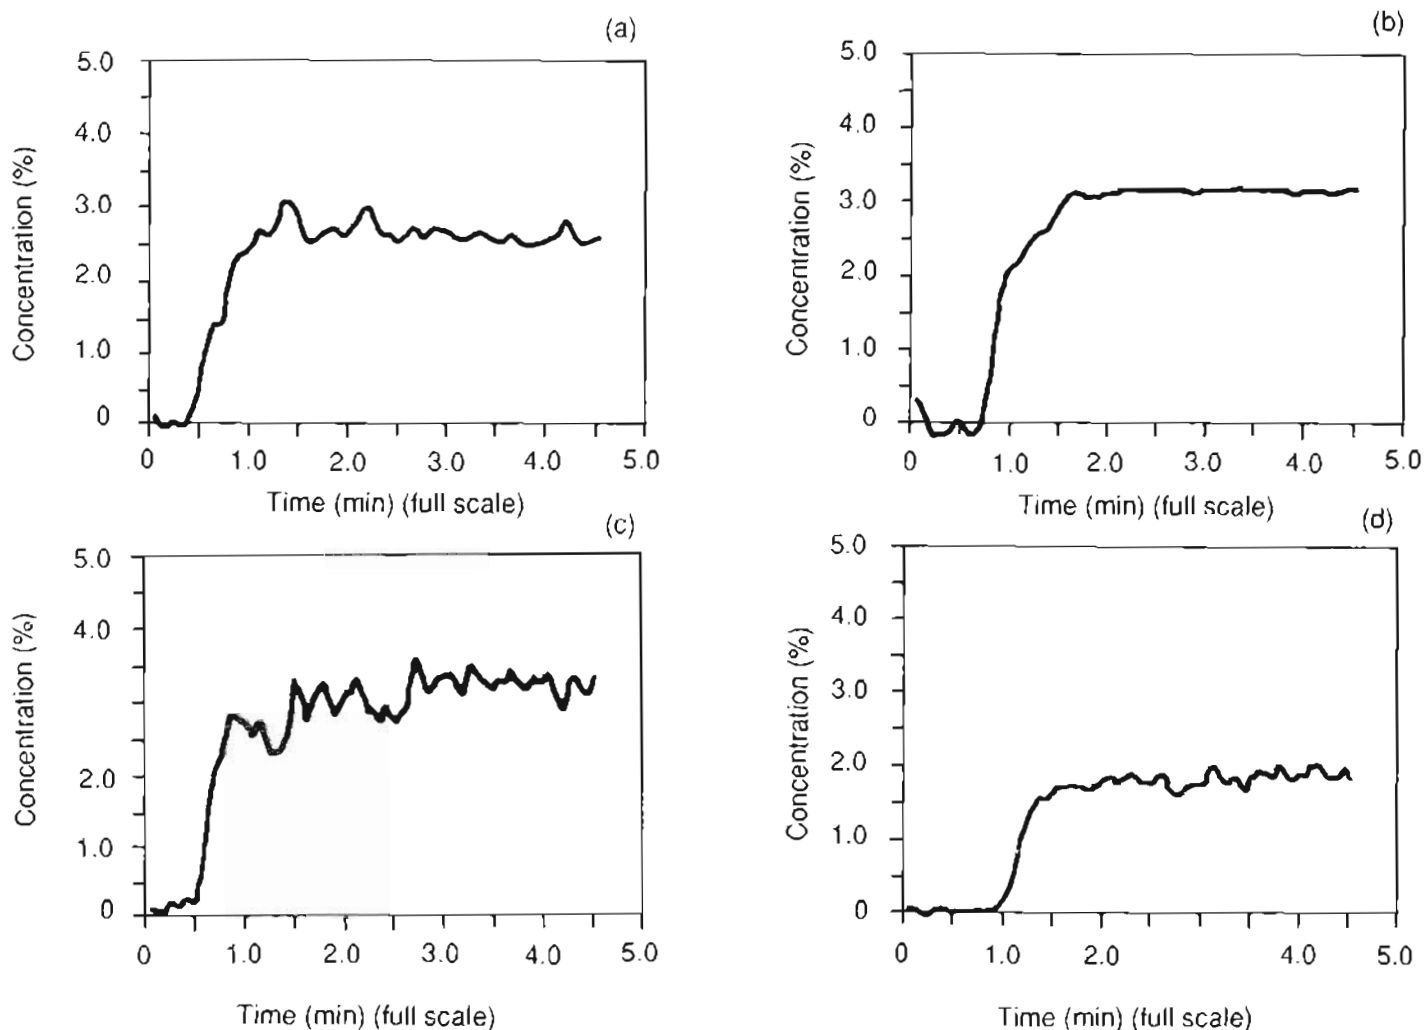 (a)
5.0
4.0
3.0
2.0
1.0
0
Concentration (%)
0 1.0 2.0 3.0 4.0 5.0
Time (min) (full scale)
(b)
5.0
4.0
3.0
2.0
1.0
0
Concentration (%)
0 1.0 2.0 3.0 4.0 5.0
Time (min) (full scale)
(c)
5.0
4.0
2.0
1.0
0
Concentration (%)
0 1.0 2.0 3.0 4.0 5.0
Time (min) (full scale)
(d)
5.0
4.0
3.0
2.0
1.0
0
Concentration (%)
0 1.0 2.0 4.0 5.0
Time (min) (full scale)